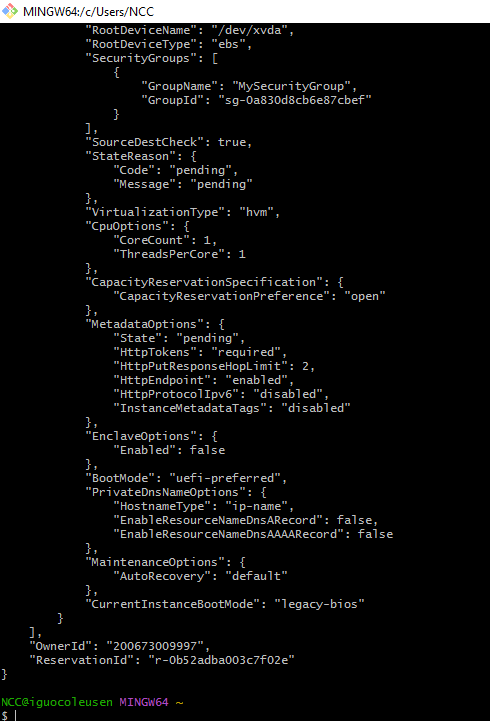 MINGW64:/c/Users/NCC
"RootDeviceName": "/dev/xvda",
"RootDeviceType": "ebs",
"SecurityGroups": [
{
"GroupName": "MySecurityGroup",
"GroupId": "sg-0a830d8cb6e87cbef"
}
],
"SourceDestCheck": true,
"StateReason": {
"Code": "pending",
"Message": "pending"
},
"VirtualizationType": "hvm",
"CpuOptions": {
"CoreCount": 1,
"ThreadsPerCore": 1
},
"CapacityReservationSpecification": {
"CapacityReservationPreference": "open"
},
"MetadataOptions": {
"State": "pending",
"HttpTokens": "required",
"HttpPutResponseHopLimit": 2,
"HttpEndpoint": "enabled",
"HttpProtocolIpv6": "disabled",
"InstanceMetadataTags": "disabled"
},
"EnclaveOptions": {
"Enabled": false
},
"BootMode": "uefi-preferred",
"PrivateDnsNameOptions": {
"HostnameType": "ip-name",
"EnableResourceNameDnsARecord": false,
"EnableResourceNameDnsAAAARecord": false
},
"MaintenanceOptions": {
"AutoRecovery": "default"
},
"CurrentInstanceBootMode": "legacy-bios"
}
],
"OwnerId": "200673009997",
"ReservationId": "r-0b52adba003c7f02e"
}
NCC@iguocoleusen MINGW64 ~
$